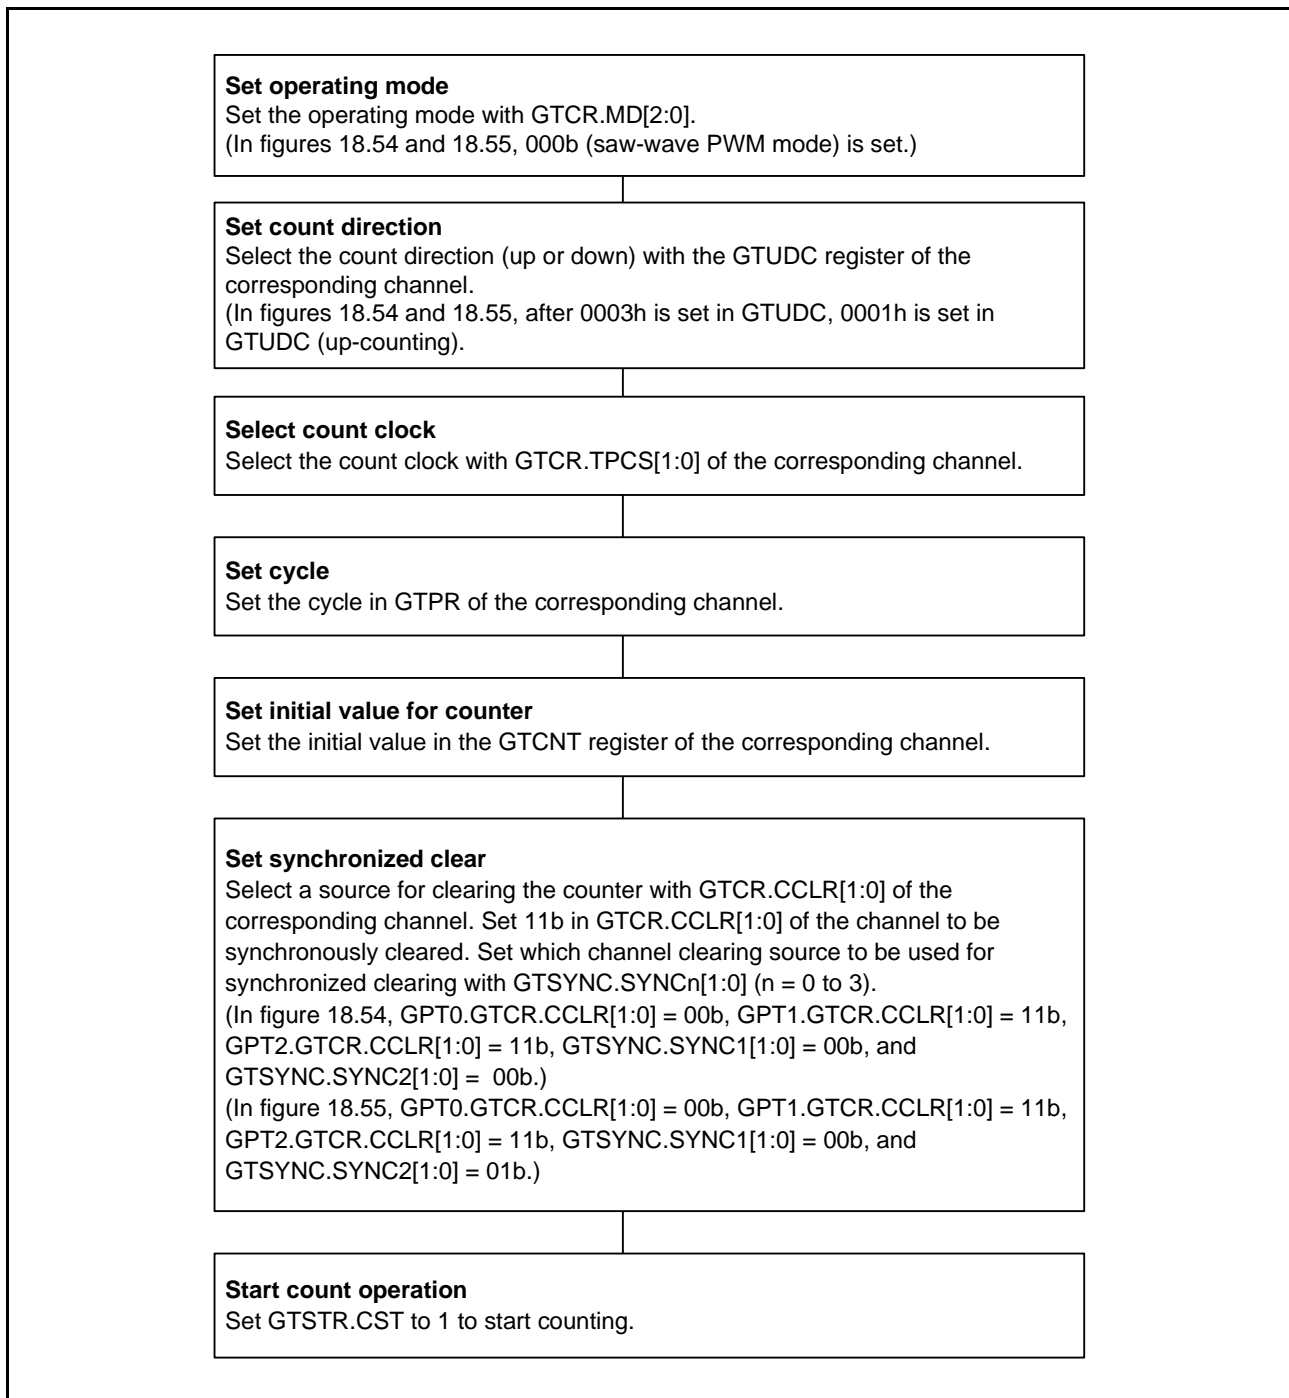 Set operating mode
Set the operating mode with GTCR.MD[2:0].
(In figures 18.54 and 18.55, 000b (saw-wave PWM mode) is set.)
Set count direction
Select the count direction (up or down) with the GTUDC register of the
corresponding channel.
(In figures 18.54 and 18.55, after 0003h is set in GTUDC, 0001h is set in
GTUDC (up-counting).
Select count clock
Select the count clock with GTCR.TPCS[1:0] of the corresponding channel.
Set cycle
Set the cycle in GTPR of the corresponding channel.
Set initial value for counter
Set the initial value in the GTCNT register of the corresponding channel.
Set synchronized clear
Select a source for clearing the counter with GTCR.CCLR[1:0] of the
corresponding channel. Set 11b in GTCR.CCLR[1:0] of the channel to be
synchronously cleared. Set which channel clearing source to be used for
synchronized clearing with GTSYNC.SYNCn[1:0] (n = 0 to 3).
(In figure 18.54, GPT0.GTCR.CCLR[1:0] = 00b, GPT1.GTCR.CCLR[1:0] = 11b,
GPT2.GTCR.CCLR[1:0] = 11b, GTSYNC.SYNC1[1:0] = 00b, and
GTSYNC.SYNC2[1:0] =  00b.)
(In figure 18.55, GPT0.GTCR.CCLR[1:0] = 00b, GPT1.GTCR.CCLR[1:0] = 11b,
GPT2.GTCR.CCLR[1:0] = 11b, GTSYNC.SYNC1[1:0] = 00b, and
GTSYNC.SYNC2[1:0] = 01b.)
Start count operation
Set GTSTR.CST to 1 to start counting.